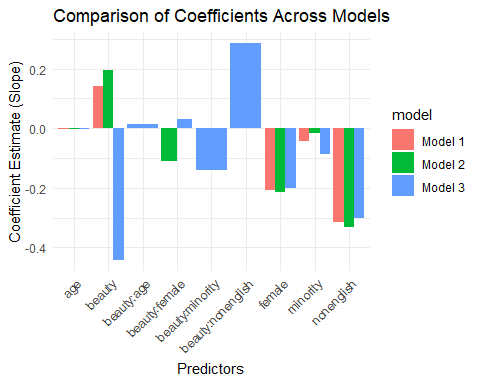 Comparison of Coefficients Across Models
Coefficient Estimate (Slope)
0.2
0.0
-0.2
-0.4
age
beauty
beauty:age
beauty:female
beauty:minority
beauty:nonenglish
female
minority
nonenglish
Predictors
model
Model 1
Model 2
Model 3